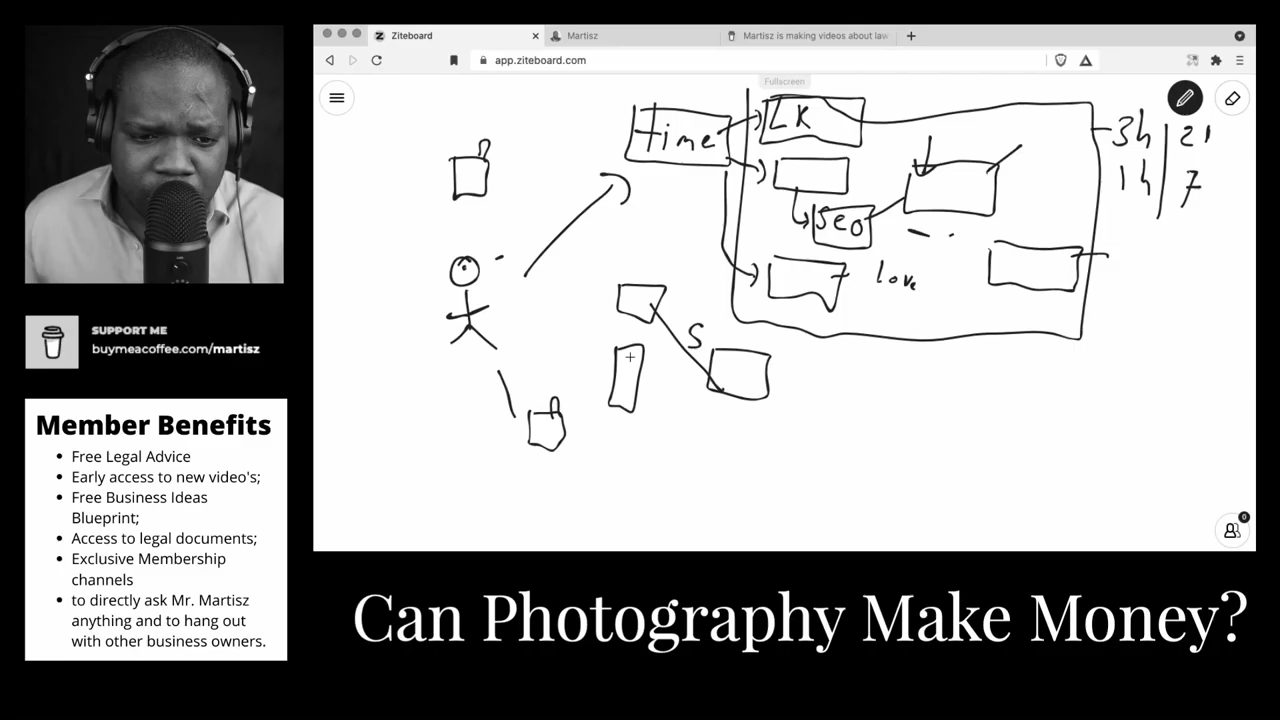 Ziteboard
Martisz
Martisz is making videos about law
app.ziteboard.com
Fullscreen
LK
Time
3h 21
1h 7
Seo
love
S
0
SUPPORT ME
buymeacoffee.com/martisz
Member Benefits
Free Legal Advice
Early access to new video's;
Free Business Ideas
Blueprint;
Access to legal documents;
Exclusive Membership
channels
to directly ask Mr. Martisz
anything and to hang out
with other business owners.
Can Photography Make Money?